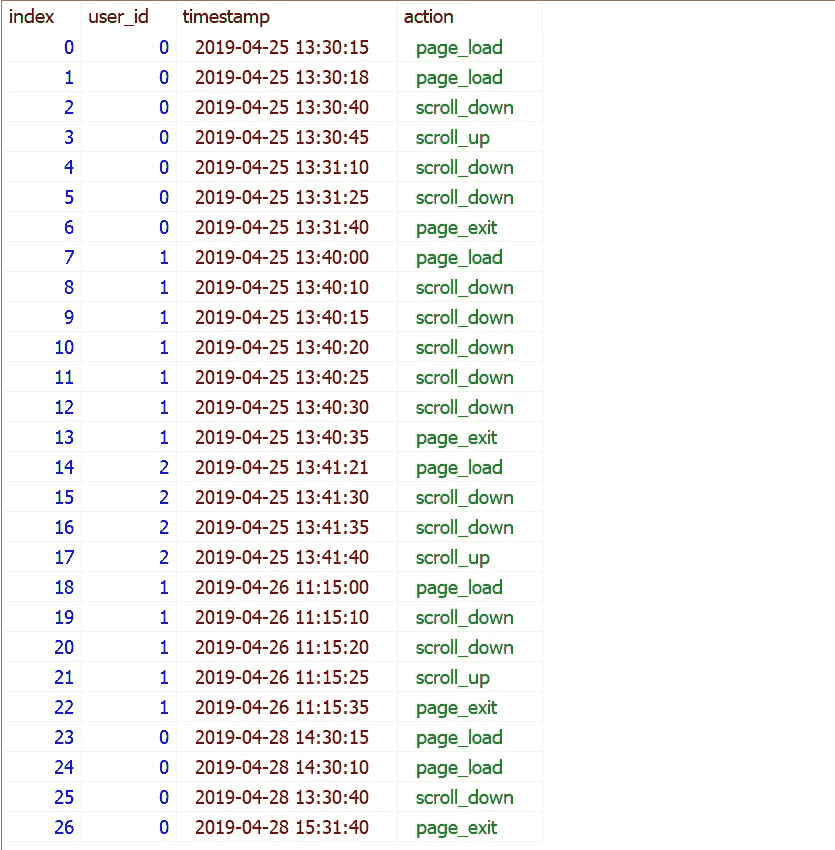 index user_id timestamp action
0 0 2019-04-25 13:30:15 page_load
1 0 2019-04-25 13:30:18 page_load
2 0 2019-04-25 13:30:40 scroll_down
3 0 2019-04-25 13:30:45 scroll_up
4 0 2019-04-25 13:31:10 scroll_down
5 0 2019-04-25 13:31:25 scroll_down
6 0 2019-04-25 13:31:40 page_exit
7 1 2019-04-25 13:40:00 page_load
8 1 2019-04-25 13:40:10 scroll_down
9 1 2019-04-25 13:40:15 scroll_down
10 1 2019-04-25 13:40:20 scroll_down
11 1 2019-04-25 13:40:25 scroll_down
12 1 2019-04-25 13:40:30 scroll_down
13 1 2019-04-25 13:40:35 page_exit
14 2 2019-04-25 13:41:21 page_load
15 2 2019-04-25 13:41:30 scroll_down
16 2 2019-04-25 13:41:35 scroll_down
17 2 2019-04-25 13:41:40 scroll_up
18 1 2019-04-26 11:15:00 page_load
19 1 2019-04-26 11:15:10 scroll_down
20 1 2019-04-26 11:15:20 scroll_down
21 1 2019-04-26 11:15:25 scroll_up
22 1 2019-04-26 11:15:35 page_exit
23 0 2019-04-28 14:30:15 page_load
24 0 2019-04-28 14:30:10 page_load
25 0 2019-04-28 13:30:40 scroll_down
26 0 2019-04-28 15:31:40 page_exit